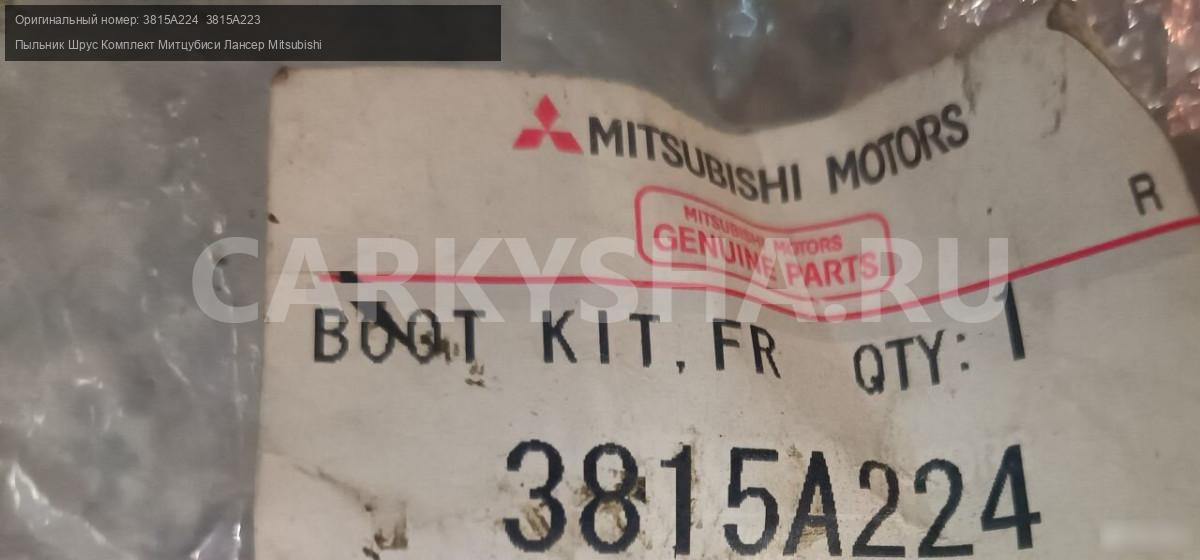 Оригинальный номер: 3815A224 3815A223
Пыльник Шрус Комплект Митцубиси Лансер Mitsubishi
MITSUBISHI MOTORS
R
MITSUBISHI MOTORS
GENUINE PARTS
CARKYSHA.RU
BOOT KIT, FR QTY: 1
3815A224